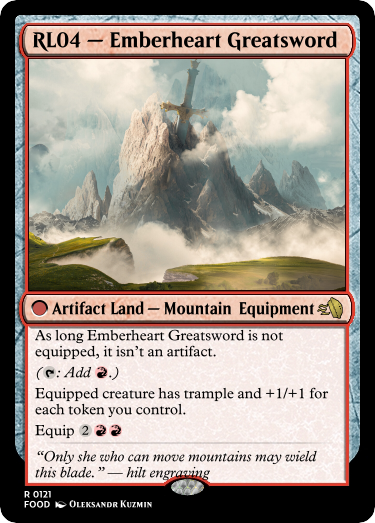 RL04 — Emberheart Greatsword
Artifact Land — Mountain Equipment
As long Emberheart Greatsword is not
equipped, it isn't an artifact.
(T: Add R.)
Equipped creature has trample and +1/+1 for
each token you control.
Equip 2 R R
“Only she who can move mountains may wield
this blade.” — hilt engraving
R 0121
FOOD Oleksandr Kuzmin